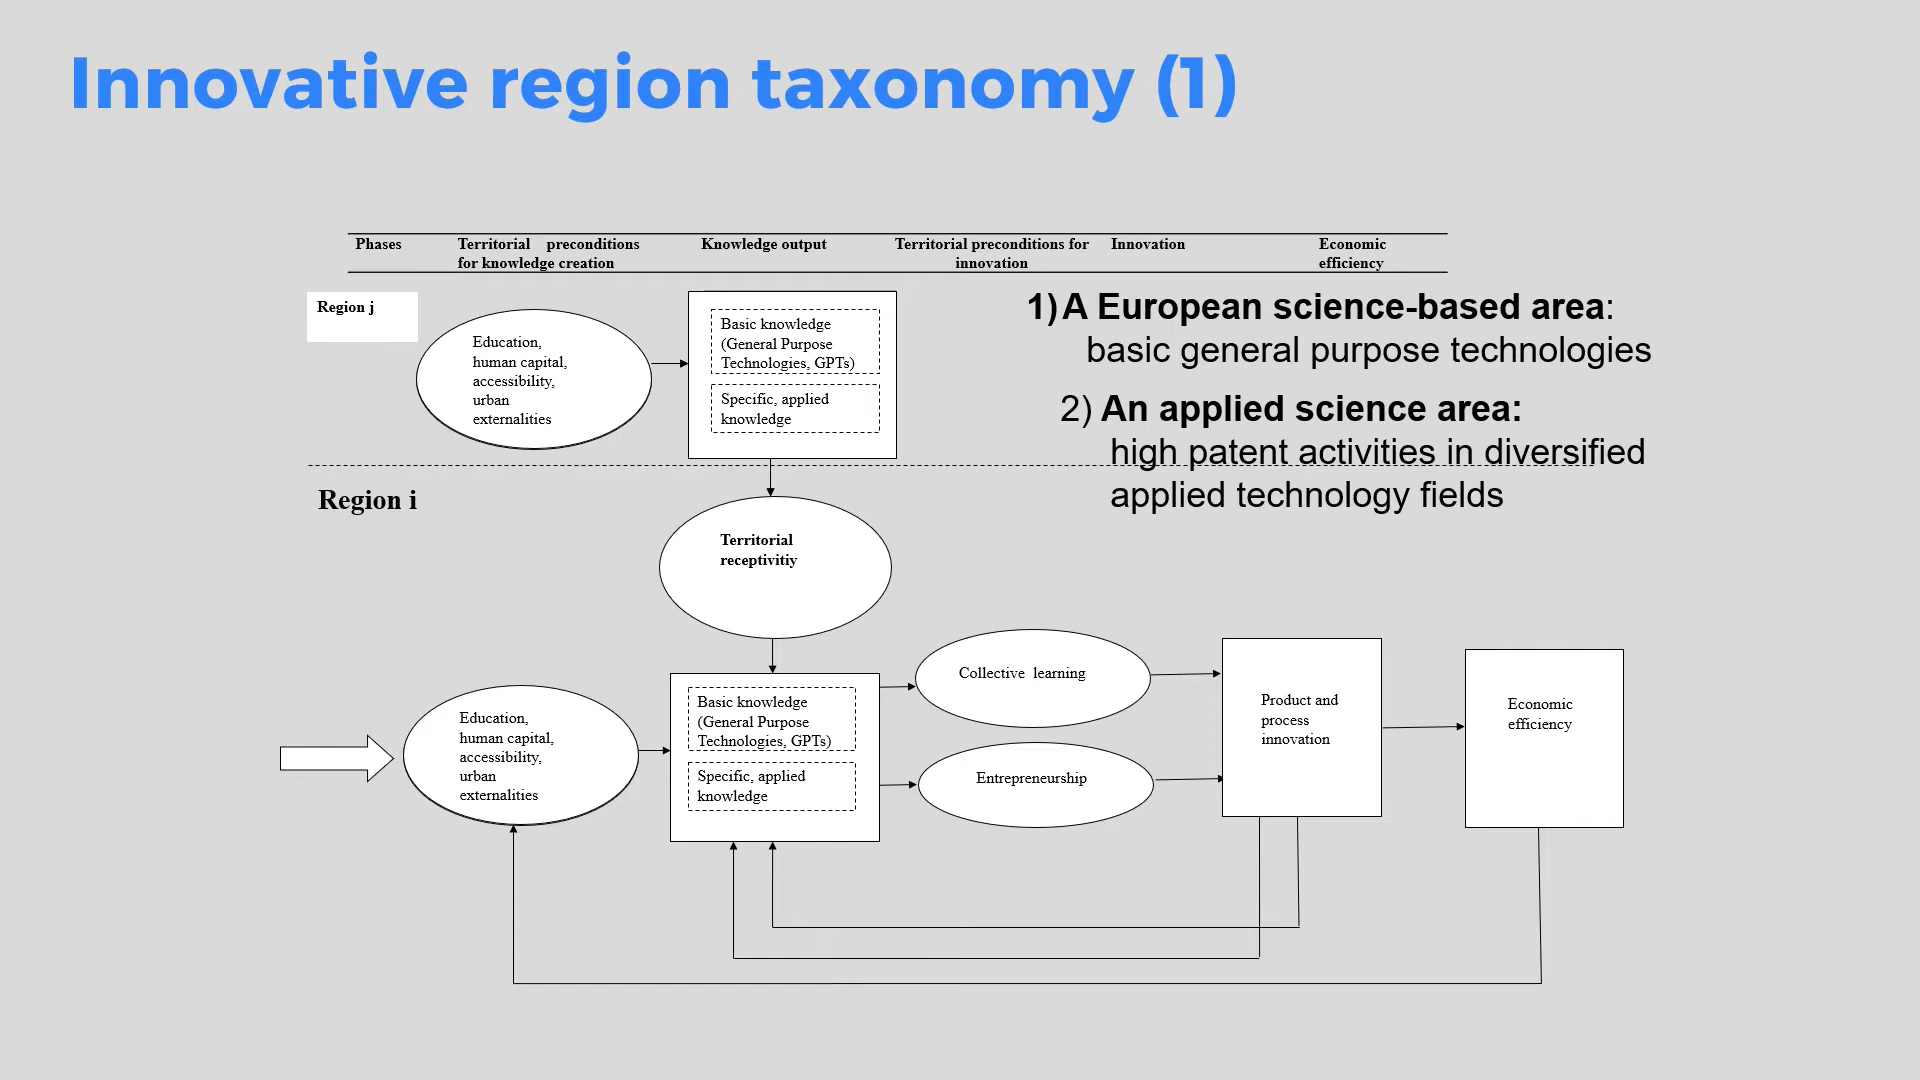 Innovative region taxonomy (1)
Phases
Territorial preconditions
for knowledge creation
Knowledge output
Territorial preconditions for
innovation
Innovation
Economic
efficiency
Region j
Education,
human capital,
accessibility,
urban
externalities
Basic knowledge
(General Purpose
Technologies, GPTs)
Specific, applied
knowledge
1) A European science-based area:
basic general purpose technologies
2) An applied science area:
high patent activities in diversified
applied technology fields
Region i
Territorial
receptivitiy
Education,
human capital,
accessibility,
urban
externalities
Basic knowledge
(General Purpose
Technologies, GPTs)
Specific, applied
knowledge
Collective learning
Entrepreneurship
Product and
process
innovation
Economic
efficiency